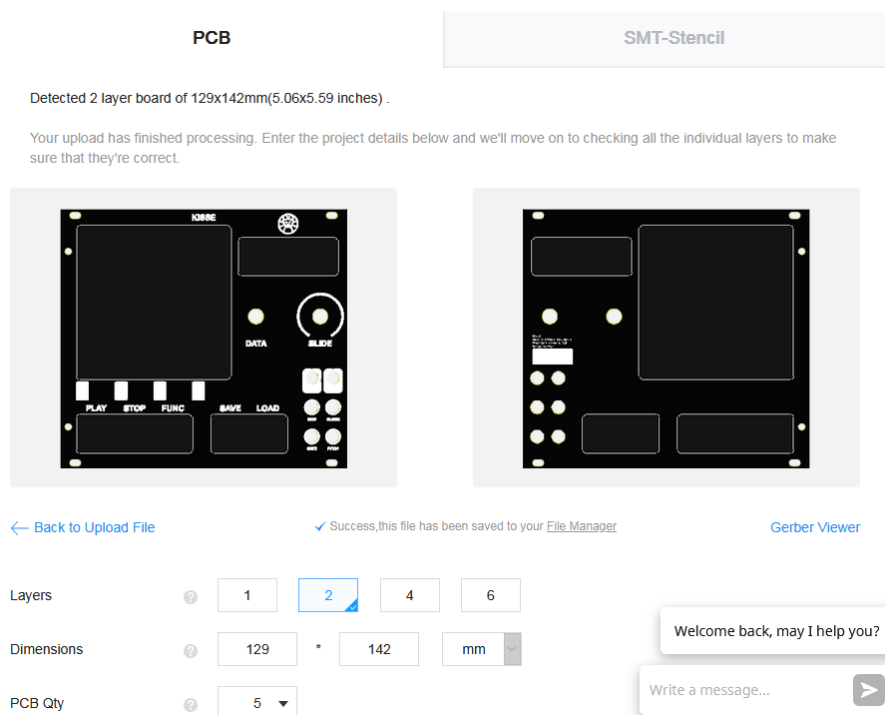 PCB
SMT-Stencil
Detected 2 layer board of 129x142mm(5.06x5.59 inches) .
Your upload has finished processing. Enter the project details below and we'll move on to checking all the individual layers to make
sure that they're correct.
KISSE
DATA
SLIDE
PLAY STOP FUNC SAVE LOAD
Back to Upload File
Success,this file has been saved to your File Manager
Gerber Viewer
Layers ? 1 2 4 6
Dimensions ? 129 * 142 mm
PCB Qty ? 5
Welcome back, may I help you?
Write a message...